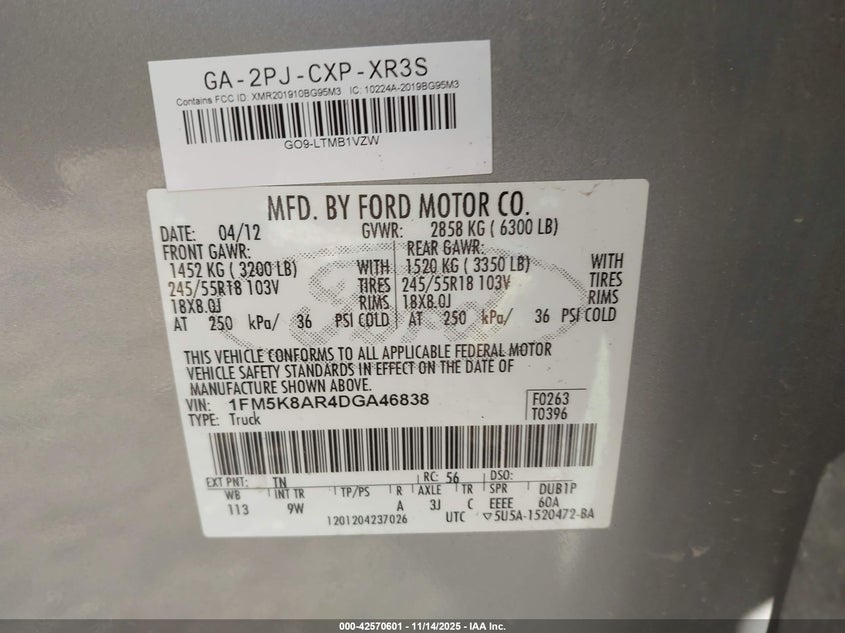 GA-2PJ-CXP-XR3S
Contains FCC ID: XMR201910BG95M3 IC: 10224A-2019BG95M3
GO9-LTMB1VZW
MFD. BY FORD MOTOR CO.
DATE: 04/12 GVWR: 2858 KG ( 6300 LB)
FRONT GAWR: REAR GAWR:
1452 KG ( 3200 LB) WITH 1520 KG ( 3350 LB) WITH
245/55R18 103V TIRES 245/55R18 103V TIRES
18X8.0J RIMS 18X8.0J RIMS
AT 250 kPa/ 36 PSI COLD AT 250 kPa/ 36 PSI COLD
Ford
THIS VEHICLE CONFORMS TO ALL APPLICABLE FEDERAL MOTOR
VEHICLE SAFETY STANDARDS IN EFFECT ON THE DATE OF
MANUFACTURE SHOWN ABOVE.
VIN: 1FM5K8AR4DGA46838 F0263
TYPE: Truck T0396
EXT PNT: TN RC: 56 DSO:
WB INT TR TP/PS R AXLE TR SPR DUB1P
113 9W A 3J C EEEE 60A
1201204237026 UTC ▽5U5A-1520472-BA
000-42570601 - 11/14/2025 - IAA Inc.